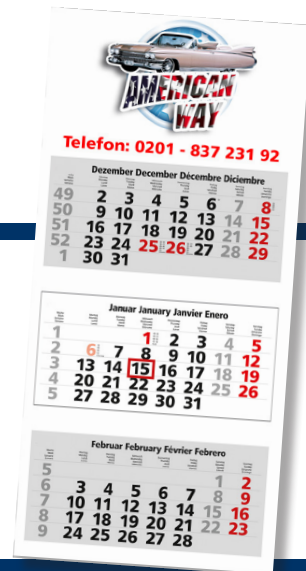 AMERICAN
WAY
Telefon: 0201 - 837 231 92
Dezember December Décembre Diciembre
49 2 3 4 5 6 7 8
50 9 10 11 12 13 14 15
51 16 17 18 19 20 21 22
52 23 24 25 26 27 28 29
1 30 31
Januar January Janvier Enero
1 1 2 3 4 5
2 6 7 8 9 10 11 12
3 13 14 15 16 17 18 19
4 20 21 22 23 24 25 26
5 27 28 29 30 31
Februar February Février Febrero
5 1 2
6 3 4 5 6 7 8 9
7 10 11 12 13 14 15 16
8 17 18 19 20 21 22 23
9 24 25 26 27 28